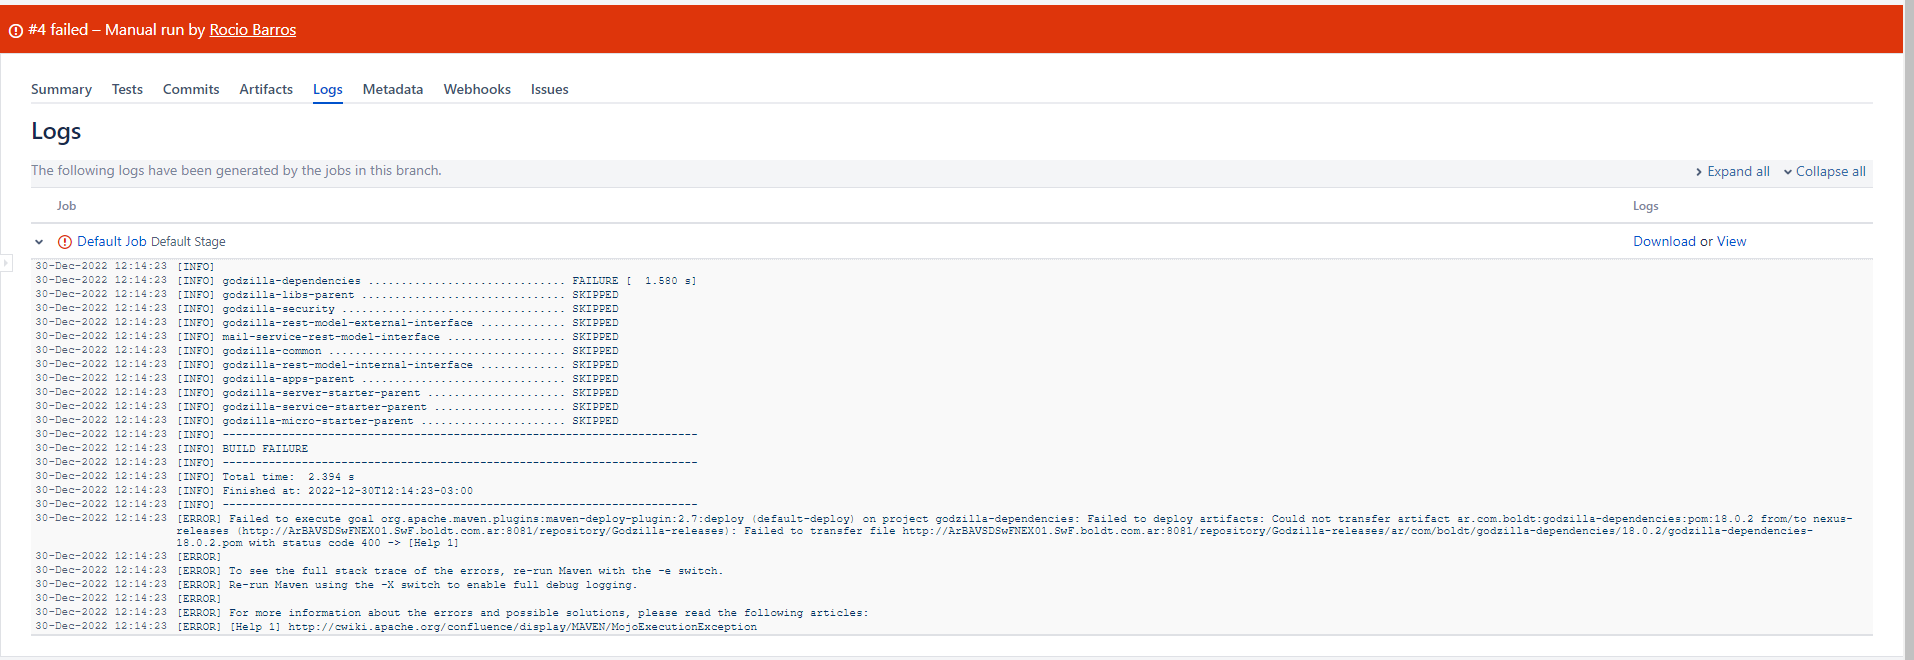 #4 failed – Manual run by Rocio Barros
Summary Tests Commits Artifacts Logs Metadata Webhooks Issues
Logs
The following logs have been generated by the jobs in this branch. Expand all Collapse all
Job Logs
Default Job Default Stage Download or View
30-Dec-2022 12:14:23 [INFO]
30-Dec-2022 12:14:23 [INFO] godzilla-dependencies .............................. FAILURE [  1.580 s]
30-Dec-2022 12:14:23 [INFO] godzilla-libs-parent ............................... SKIPPED
30-Dec-2022 12:14:23 [INFO] godzilla-security .................................. SKIPPED
30-Dec-2022 12:14:23 [INFO] godzilla-rest-model-external-interface ............. SKIPPED
30-Dec-2022 12:14:23 [INFO] mail-service-rest-model-interface .................. SKIPPED
30-Dec-2022 12:14:23 [INFO] godzilla-common .................................... SKIPPED
30-Dec-2022 12:14:23 [INFO] godzilla-rest-model-internal-interface ............. SKIPPED
30-Dec-2022 12:14:23 [INFO] godzilla-apps-parent ............................... SKIPPED
30-Dec-2022 12:14:23 [INFO] godzilla-server-starter-parent ..................... SKIPPED
30-Dec-2022 12:14:23 [INFO] godzilla-service-starter-parent .................... SKIPPED
30-Dec-2022 12:14:23 [INFO] godzilla-micro-starter-parent ...................... SKIPPED
30-Dec-2022 12:14:23 [INFO] ------------------------------------------------------------------------
30-Dec-2022 12:14:23 [INFO] BUILD FAILURE
30-Dec-2022 12:14:23 [INFO] ------------------------------------------------------------------------
30-Dec-2022 12:14:23 [INFO] Total time:  2.394 s
30-Dec-2022 12:14:23 [INFO] Finished at: 2022-12-30T12:14:23-03:00
30-Dec-2022 12:14:23 [INFO] ------------------------------------------------------------------------
30-Dec-2022 12:14:23 [ERROR] Failed to execute goal org.apache.maven.plugins:maven-deploy-plugin:2.7:deploy (default-deploy) on project godzilla-dependencies: Failed to deploy artifacts: Could not transfer artifact ar.com.boldt:godzilla-dependencies:pom:18.0.2 from/to nexus-
releases (http://ArBAVSDSwFNEX01.SwF.boldt.com.ar:8081/repository/Godzilla-releases): Failed to transfer file http://ArBAVSDSwFNEX01.SwF.boldt.com.ar:8081/repository/Godzilla-releases/ar/com/boldt/godzilla-dependencies/18.0.2/godzilla-dependencies-
18.0.2.pom with status code 400 -> [Help 1]
30-Dec-2022 12:14:23 [ERROR]
30-Dec-2022 12:14:23 [ERROR] To see the full stack trace of the errors, re-run Maven with the -e switch.
30-Dec-2022 12:14:23 [ERROR] Re-run Maven using the -X switch to enable full debug logging.
30-Dec-2022 12:14:23 [ERROR]
30-Dec-2022 12:14:23 [ERROR] For more information about the errors and possible solutions, please read the following articles:
30-Dec-2022 12:14:23 [ERROR] [Help 1] http://cwiki.apache.org/confluence/display/MAVEN/MojoExecutionException